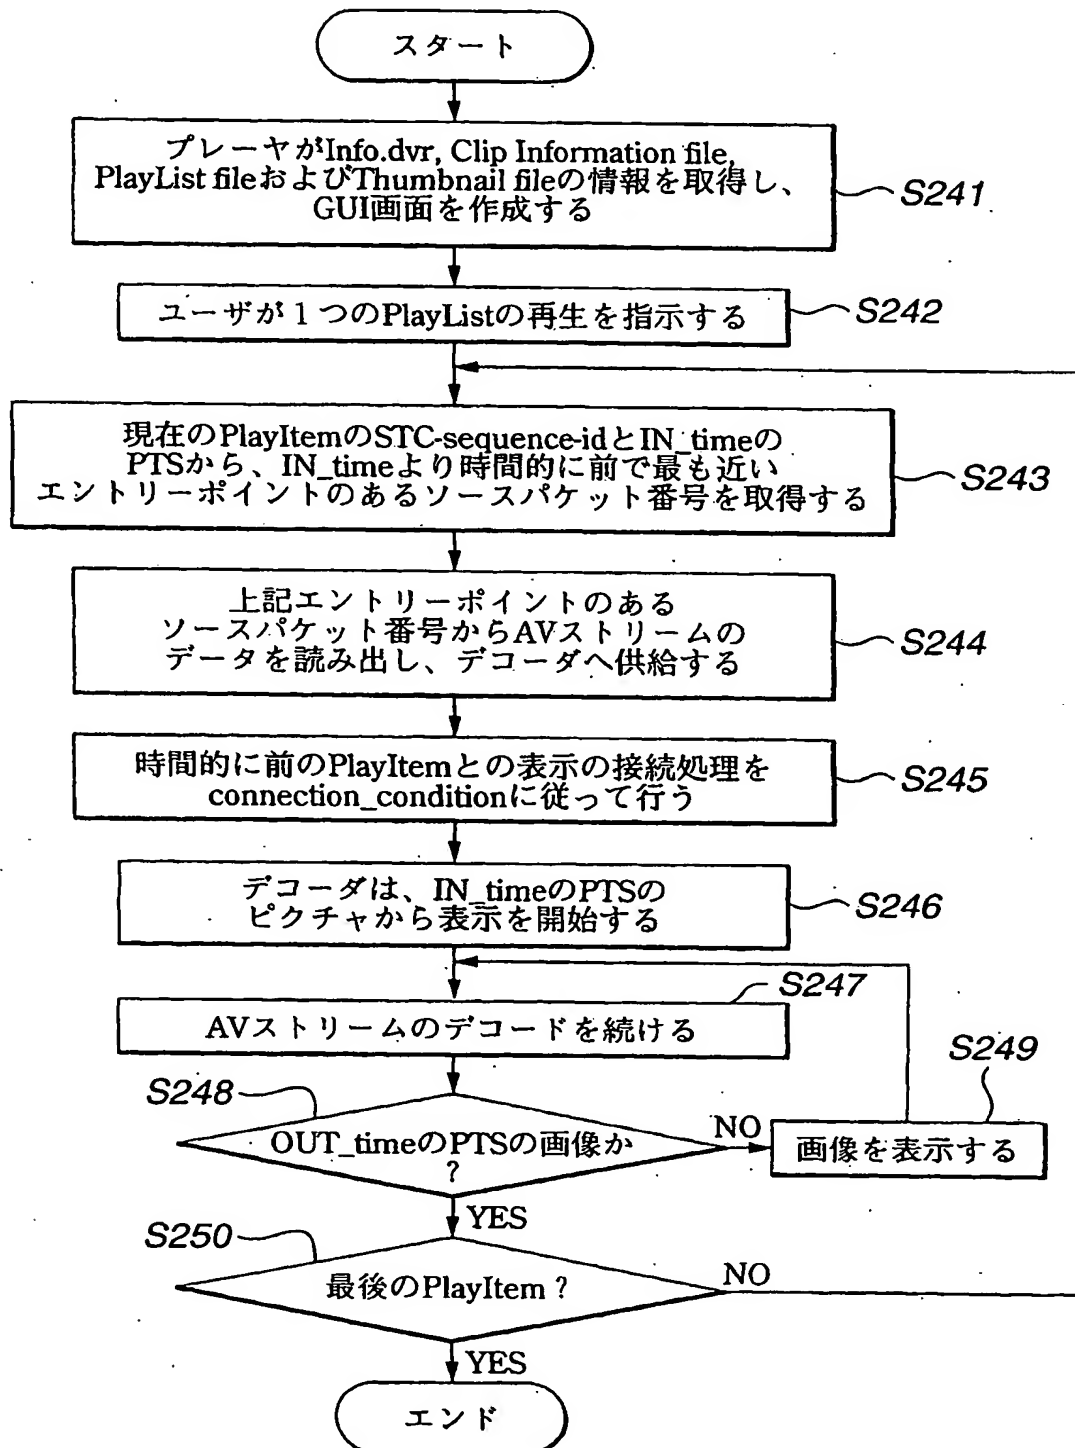 スタート
プレーヤがInfo.dvr, Clip Information file,
PlayList fileおよびThumbnail fileの情報を取得し、
GUI画面を作成する
S241
ユーザが1つのPlayListの再生を指示する
S242
現在のPlayItemのSTC-sequence-idとIN_timeの
PTSから、IN_timeより時間的に前で最も近い
エントリーポイントのあるソースパケット番号を取得する
S243
上記エントリーポイントのある
ソースパケット番号からAVストリームの
データを読み出し、デコーダへ供給する
S244
時間的に前のPlayItemとの表示の接続処理を
connection_conditionに従って行う
S245
デコーダは、IN_timeのPTSの
ピクチャから表示を開始する
S246
S247
AVストリームのデコードを続ける
S248
OUT_timeのPTSの画像か
?
NO
S249
画像を表示する
YES
S250
最後のPlayItem?
NO
YES
エンド